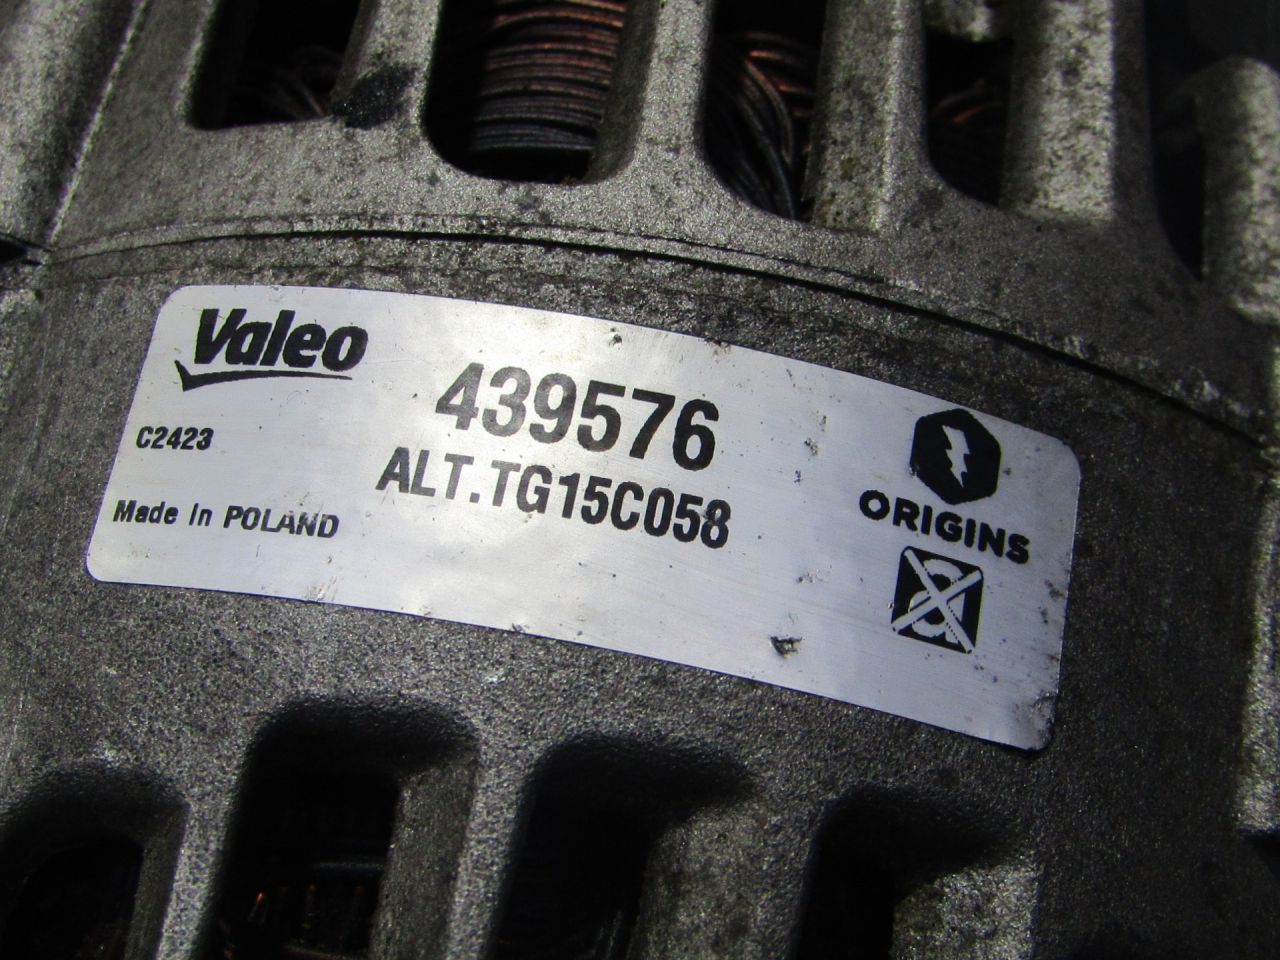 Valeo
439576
C2423
ALT.TG15C058
Made in POLAND
ORIGINS